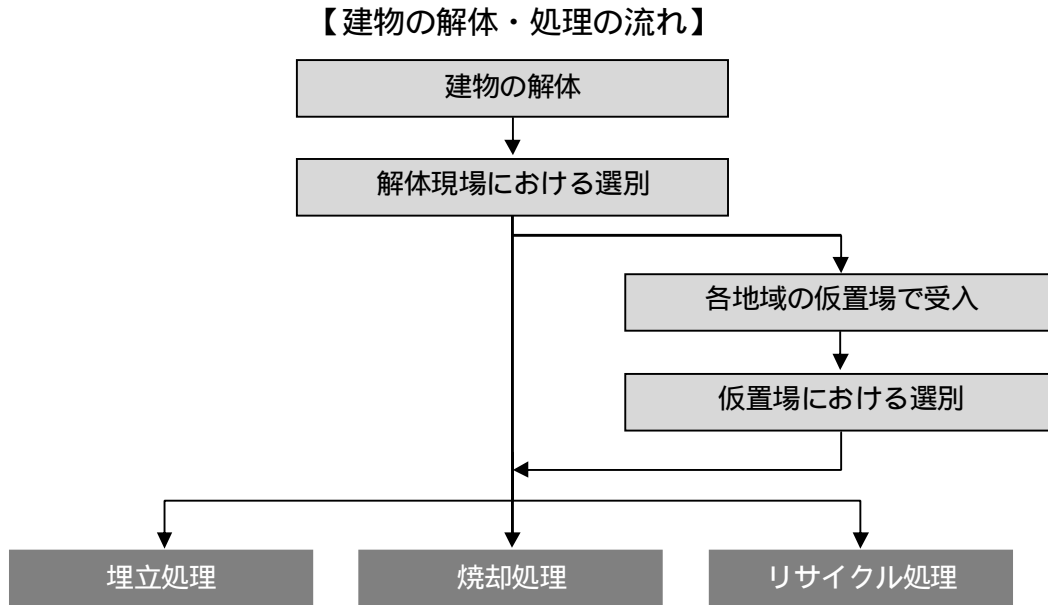 【建物の解体・処理の流れ】
建物の解体
解体現場における選別
各地域の仮置場で受入
仮置場における選別
埋立処理
焼却処理
リサイクル処理